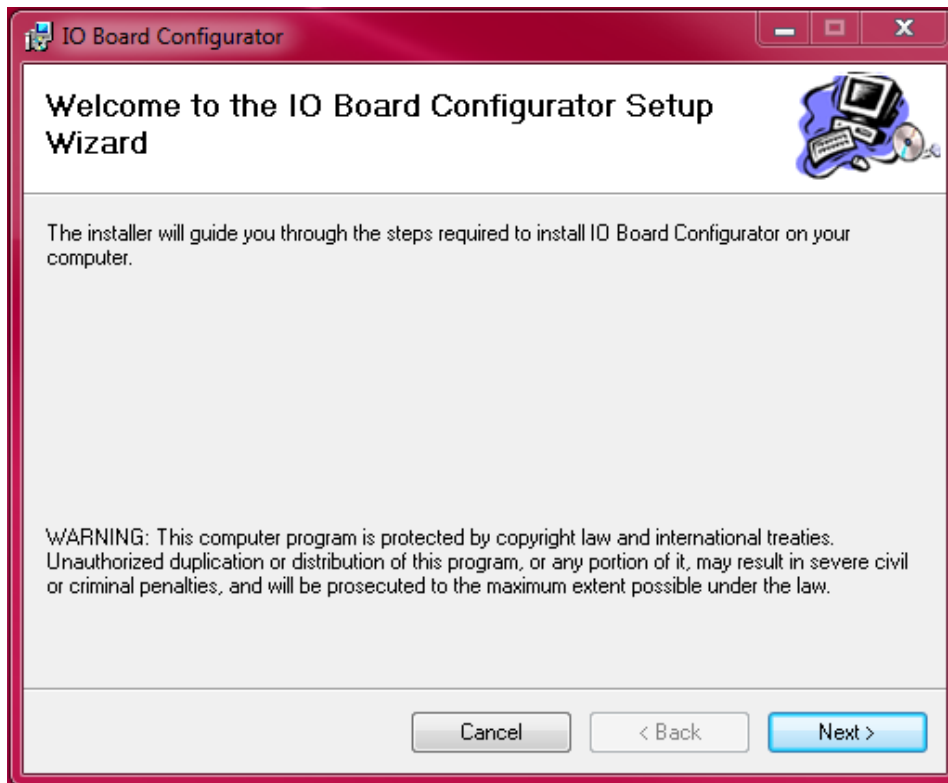 IO Board Configurator
Welcome to the IO Board Configurator Setup
Wizard
The installer will guide you through the steps required to install IO Board Configurator on your
computer.
WARNING: This computer program is protected by copyright law and international treaties.
Unauthorized duplication or distribution of this program, or any portion of it, may result in severe civil
or criminal penalties, and will be prosecuted to the maximum extent possible under the law.
Cancel < Back Next >